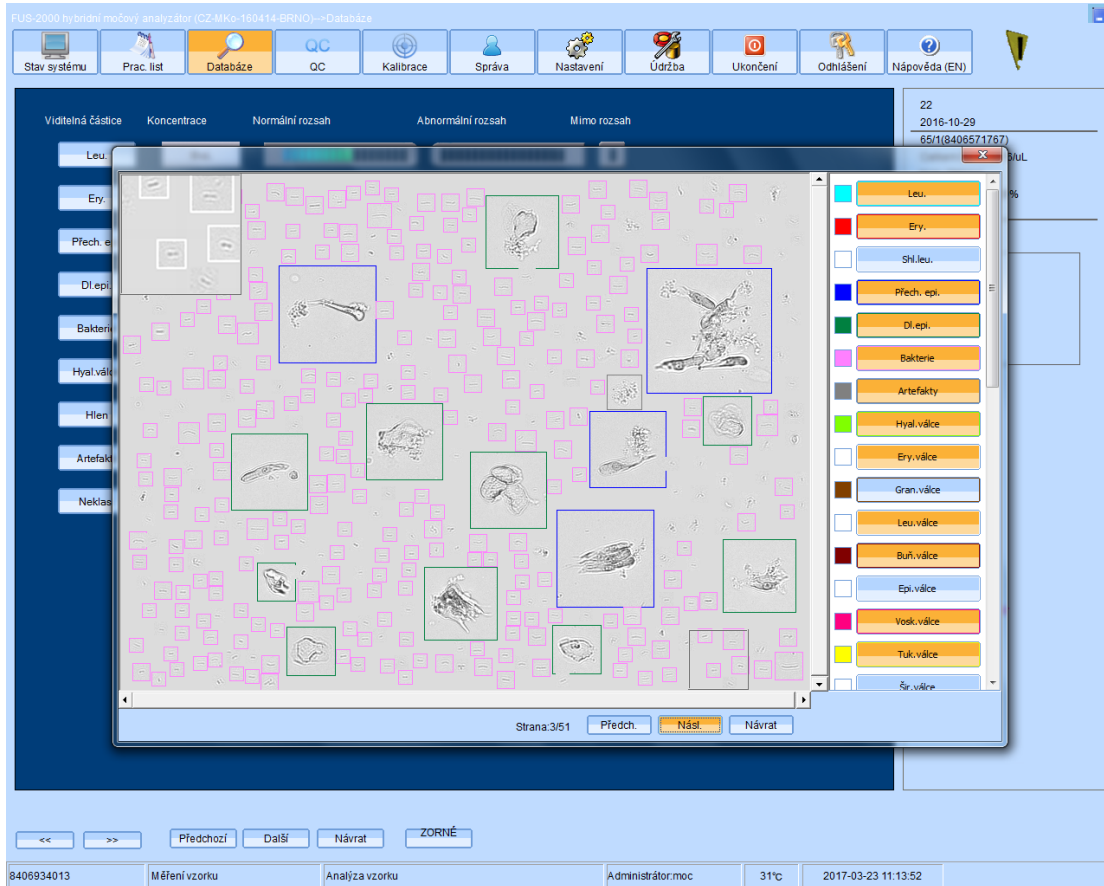 FUS-2000 hybridní močový analyzátor (CZ-MKo-160414-BRNO)-->Databáze
Stav systému
Prac. list
Databáze
QC
QC
Kalibrace
Správa
Nastavení
Údržba
Ukončení
Odhlášení
Nápověda (EN)
Viditelná částice Koncentrace Normální rozsah Abnormální rozsah Mimo rozsah
22
2016-10-29
65/1(8406571767)
/uL
%
Leu.
Ery.
Přech. e
Dl.epi.
Bakterie
Hyal.válc
Hlen
Artefakt
Neklas
Leu.
Ery.
Shl.leu.
Přech. epi.
Dl.epi.
Bakterie
Artefakty
Hyal.válce
Ery.válce
Gran.válce
Leu.válce
Buň.válce
Epi.válce
Vosk.válce
Tuk.válce
Šir.válce
Strana:3/51 Předch. Násl. Návrat
<< >> Předchozí Další Návrat ZORNÉ
8406934013 Měření vzorku Analýza vzorku Administrátor:moc 31°C 2017-03-23 11:13:52